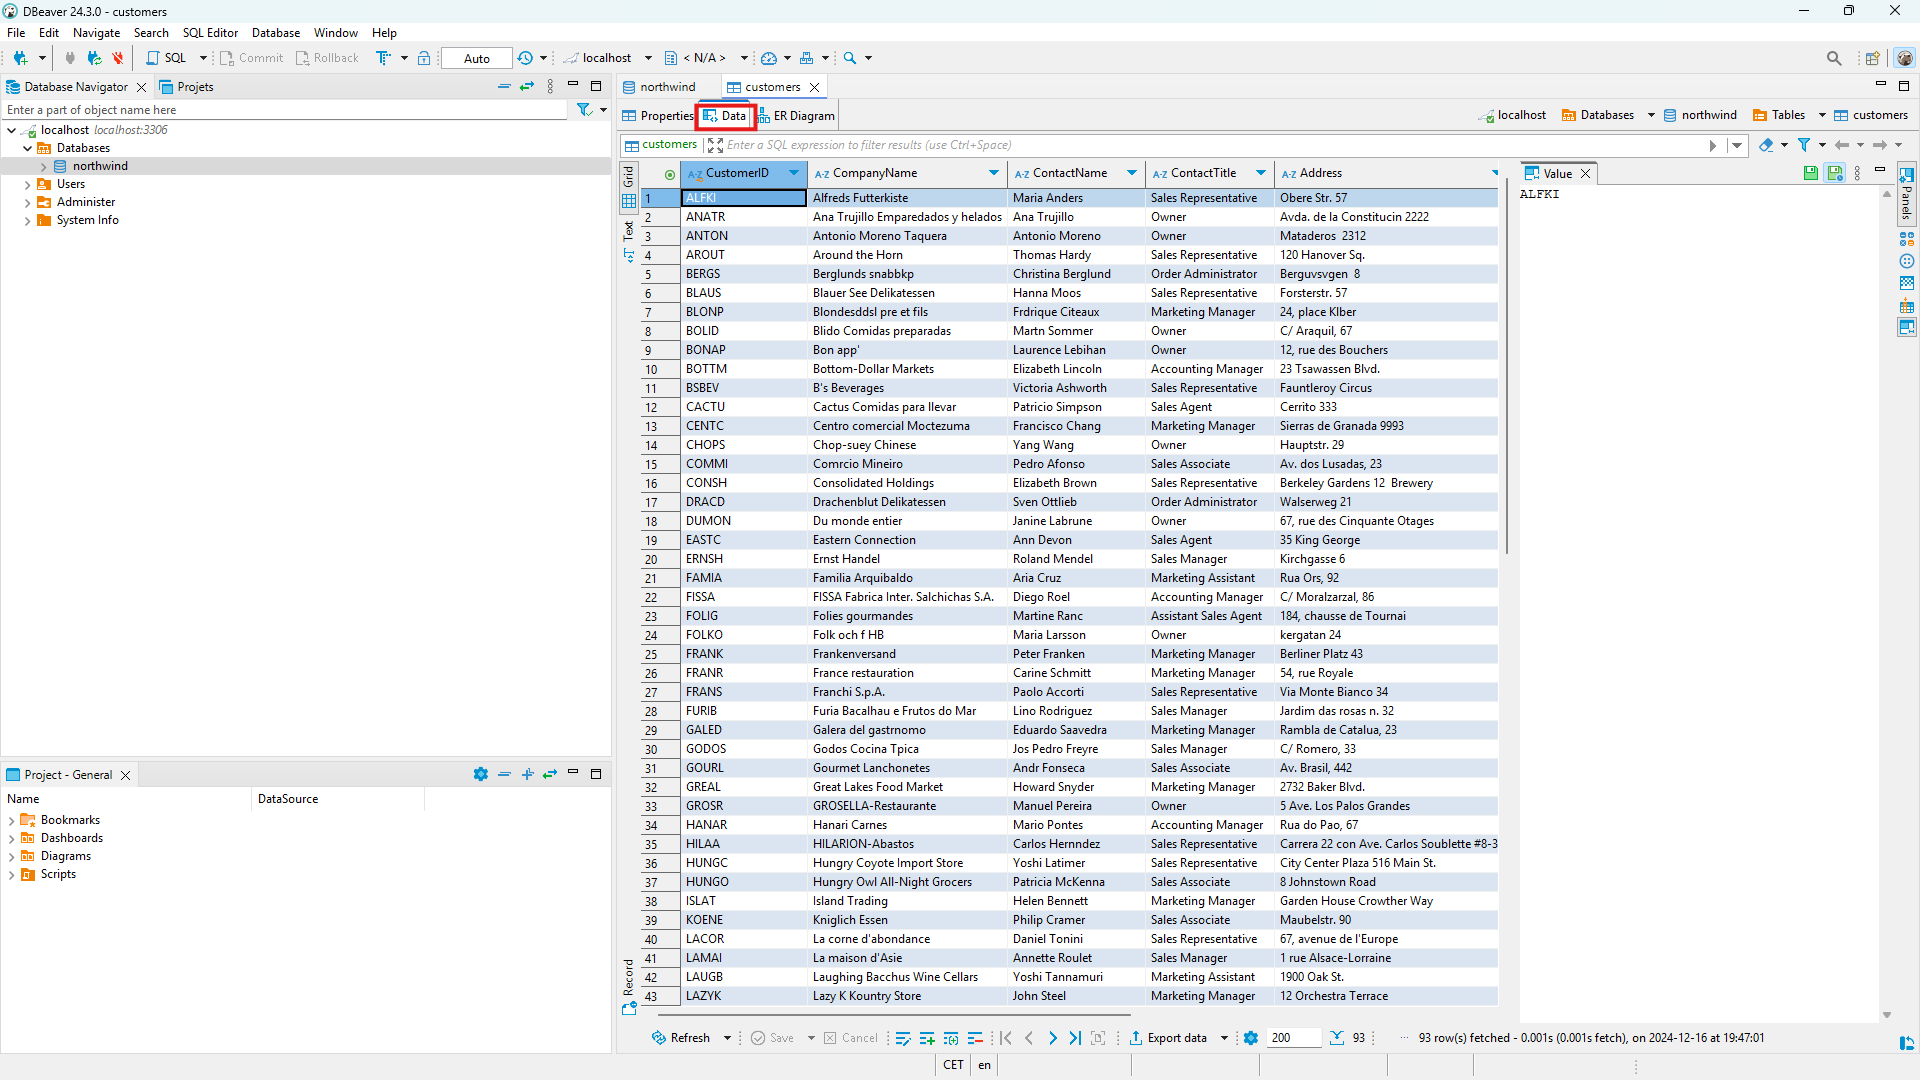 DBeaver 24.3.0 - customers
File Edit Navigate Search SQL Editor Database Window Help
SQL Commit Rollback Auto localhost < N/A >
Database Navigator Projets
Enter a part of object name here
localhost localhost:3306
Databases
northwind
Users
Administer
System Info
Project - General
Name DataSource
Bookmarks
Dashboards
Diagrams
Scripts
northwind customers
Properties Data ER Diagram localhost Databases northwind Tables customers
customers Enter a SQL expression to filter results (use Ctrl+Space)
Grid
Text
Record
CustomerID CompanyName ContactName ContactTitle Address
1 ALFKI Alfreds Futterkiste Maria Anders Sales Representative Obere Str. 57
2 ANATR Ana Trujillo Emparedados y helados Ana Trujillo Owner Avda. de la Constitucin 2222
3 ANTON Antonio Moreno Taquera Antonio Moreno Owner Mataderos  2312
4 AROUT Around the Horn Thomas Hardy Sales Representative 120 Hanover Sq.
5 BERGS Berglunds snabbkp Christina Berglund Order Administrator Berguvsvgen  8
6 BLAUS Blauer See Delikatessen Hanna Moos Sales Representative Forsterstr. 57
7 BLONP Blondesddsl pre et fils Frdrique Citeaux Marketing Manager 24, place Klber
8 BOLID Blido Comidas preparadas Martn Sommer Owner C/ Araquil, 67
9 BONAP Bon app' Laurence Lebihan Owner 12, rue des Bouchers
10 BOTTM Bottom-Dollar Markets Elizabeth Lincoln Accounting Manager 23 Tsawassen Blvd.
11 BSBEV B's Beverages Victoria Ashworth Sales Representative Fauntleroy Circus
12 CACTU Cactus Comidas para llevar Patricio Simpson Sales Agent Cerrito 333
13 CENTC Centro comercial Moctezuma Francisco Chang Marketing Manager Sierras de Granada 9993
14 CHOPS Chop-suey Chinese Yang Wang Owner Hauptstr. 29
15 COMMI Comrcio Mineiro Pedro Afonso Sales Associate Av. dos Lusadas, 23
16 CONSH Consolidated Holdings Elizabeth Brown Sales Representative Berkeley Gardens 12  Brewery
17 DRACD Drachenblut Delikatessen Sven Ottlieb Order Administrator Walserweg 21
18 DUMON Du monde entier Janine Labrune Owner 67, rue des Cinquante Otages
19 EASTC Eastern Connection Ann Devon Sales Agent 35 King George
20 ERNSH Ernst Handel Roland Mendel Sales Manager Kirchgasse 6
21 FAMIA Familia Arquibaldo Aria Cruz Marketing Assistant Rua Ors, 92
22 FISSA FISSA Fabrica Inter. Salchichas S.A. Diego Roel Accounting Manager C/ Moralzarzal, 86
23 FOLIG Folies gourmandes Martine Ranc Assistant Sales Agent 184, chausse de Tournai
24 FOLKO Folk och f HB Maria Larsson Owner kergatan 24
25 FRANK Frankenversand Peter Franken Marketing Manager Berliner Platz 43
26 FRANR France restauration Carine Schmitt Marketing Manager 54, rue Royale
27 FRANS Franchi S.p.A. Paolo Accorti Sales Representative Via Monte Bianco 34
28 FURIB Furia Bacalhau e Frutos do Mar Lino Rodriguez Sales Manager Jardim das rosas n. 32
29 GALED Galera del gastrnomo Eduardo Saavedra Marketing Manager Rambla de Catalua, 23
30 GODOS Godos Cocina Tpica Jos Pedro Freyre Sales Manager C/ Romero, 33
31 GOURL Gourmet Lanchonetes Andr Fonseca Sales Associate Av. Brasil, 442
32 GREAL Great Lakes Food Market Howard Snyder Marketing Manager 2732 Baker Blvd.
33 GROSR GROSELLA-Restaurante Manuel Pereira Owner 5 Ave. Los Palos Grandes
34 HANAR Hanari Carnes Mario Pontes Accounting Manager Rua do Pao, 67
35 HILAA HILARION-Abastos Carlos Hernndez Sales Representative Carrera 22 con Ave. Carlos Soublette #8-3
36 HUNGC Hungry Coyote Import Store Yoshi Latimer Sales Representative City Center Plaza 516 Main St.
37 HUNGO Hungry Owl All-Night Grocers Patricia McKenna Sales Associate 8 Johnstown Road
38 ISLAT Island Trading Helen Bennett Marketing Manager Garden House Crowther Way
39 KOENE Kniglich Essen Philip Cramer Sales Associate Maubelstr. 90
40 LACOR La corne d'abondance Daniel Tonini Sales Representative 67, avenue de l'Europe
41 LAMAI La maison d'Asie Annette Roulet Sales Manager 1 rue Alsace-Lorraine
42 LAUGB Laughing Bacchus Wine Cellars Yoshi Tannamuri Marketing Assistant 1900 Oak St.
43 LAZYK Lazy K Kountry Store John Steel Marketing Manager 12 Orchestra Terrace
Value
ALFKI
Panels
Refresh Save Cancel Export data 200 93 ··· 93 row(s) fetched - 0.001s (0.001s fetch), on 2024-12-16 at 19:47:01
CET en